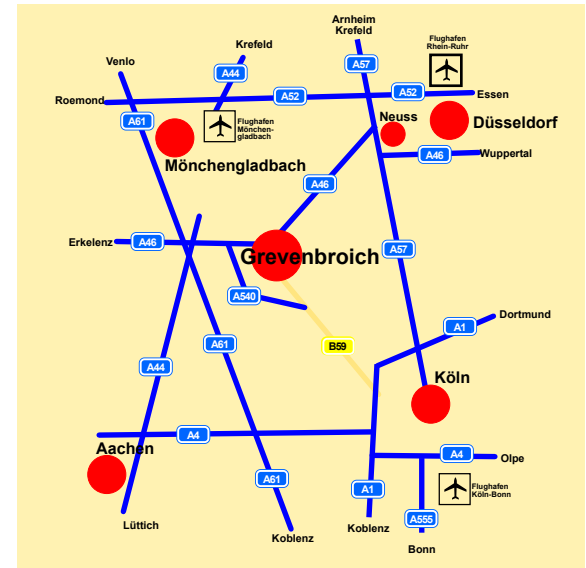 Arnheim
Krefeld
Krefeld
Flughafen
Rhein-Ruhr
Venlo
A57
A44
A52
A52
Essen
Roemond
A61
Flughafen
Mönchen-
gladbach
Neuss
Düsseldorf
Mönchengladbach
A46
Wuppertal
A46
Erkelenz
A46
Grevenbroich
A57
A540
Dortmund
A1
A61
B59
A44
Köln
A4
Aachen
A4
Olpe
A61
A1
Flughafen
Köln-Bonn
A555
Lüttich
Koblenz
Koblenz
Bonn